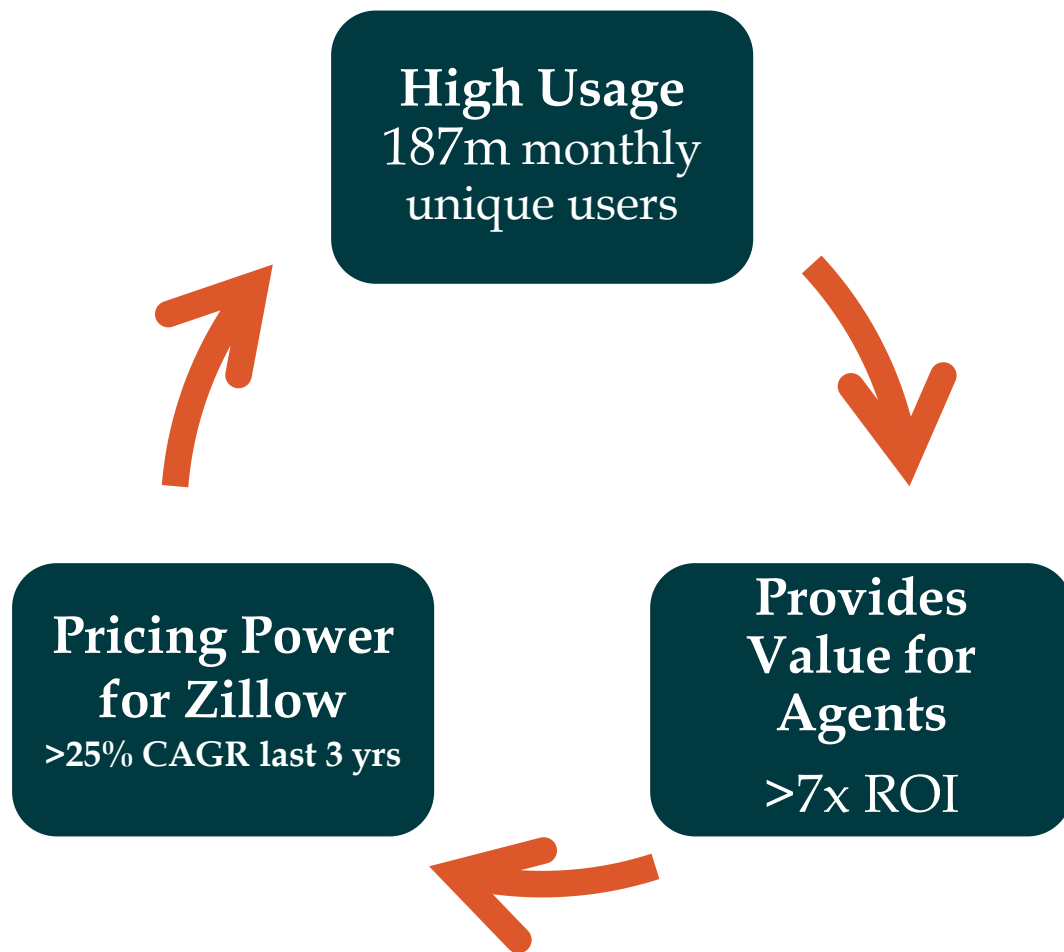 High Usage
187m monthly
unique users
Pricing Power
for Zillow
>25% CAGR last 3 yrs
Provides
Value for
Agents
>7x ROI